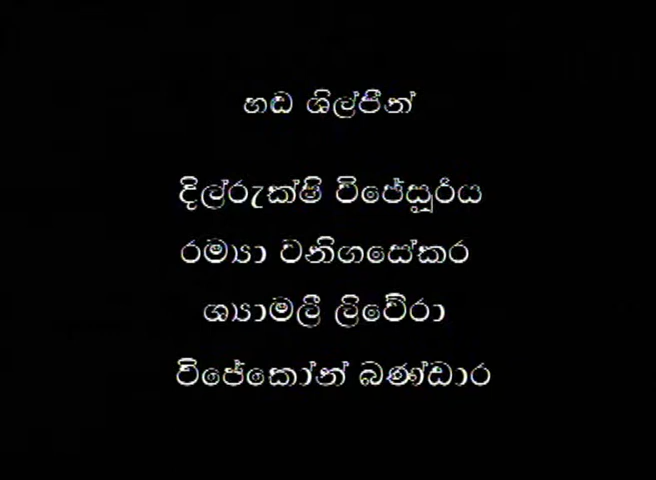 හඬ ශිල්පීන්
දිල්රුක්ෂි විජේසූරිය
රම්‍යා වනිගසේකර
ශ්‍යාමලී ලිවේරා
විජේකෝන් බණ්ඩාර